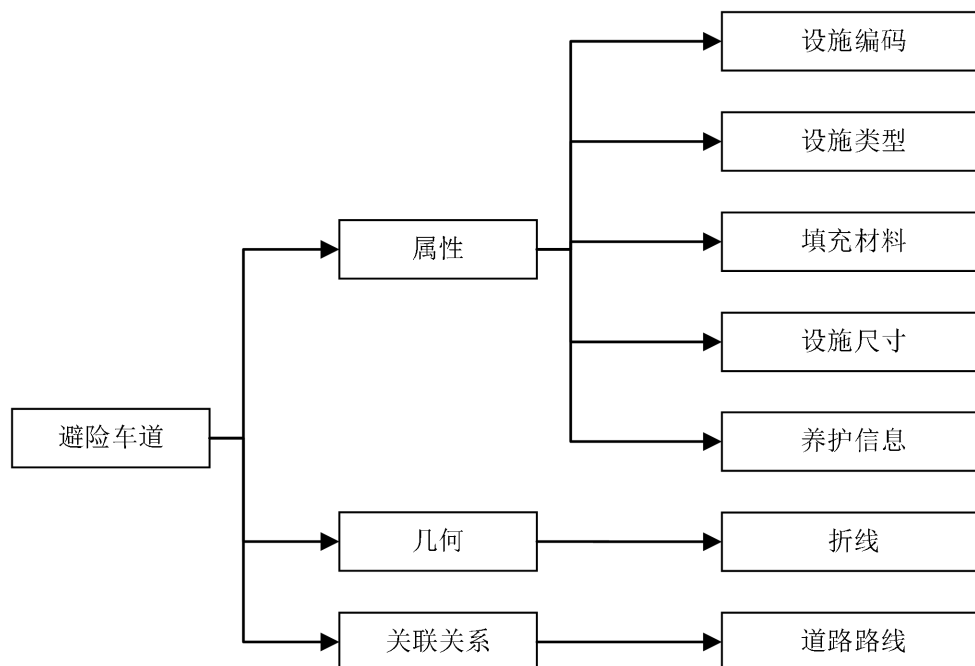 设施编码
设施类型
属性
填充材料
设施尺寸
避险车道
养护信息
几何
折线
关联关系
道路路线